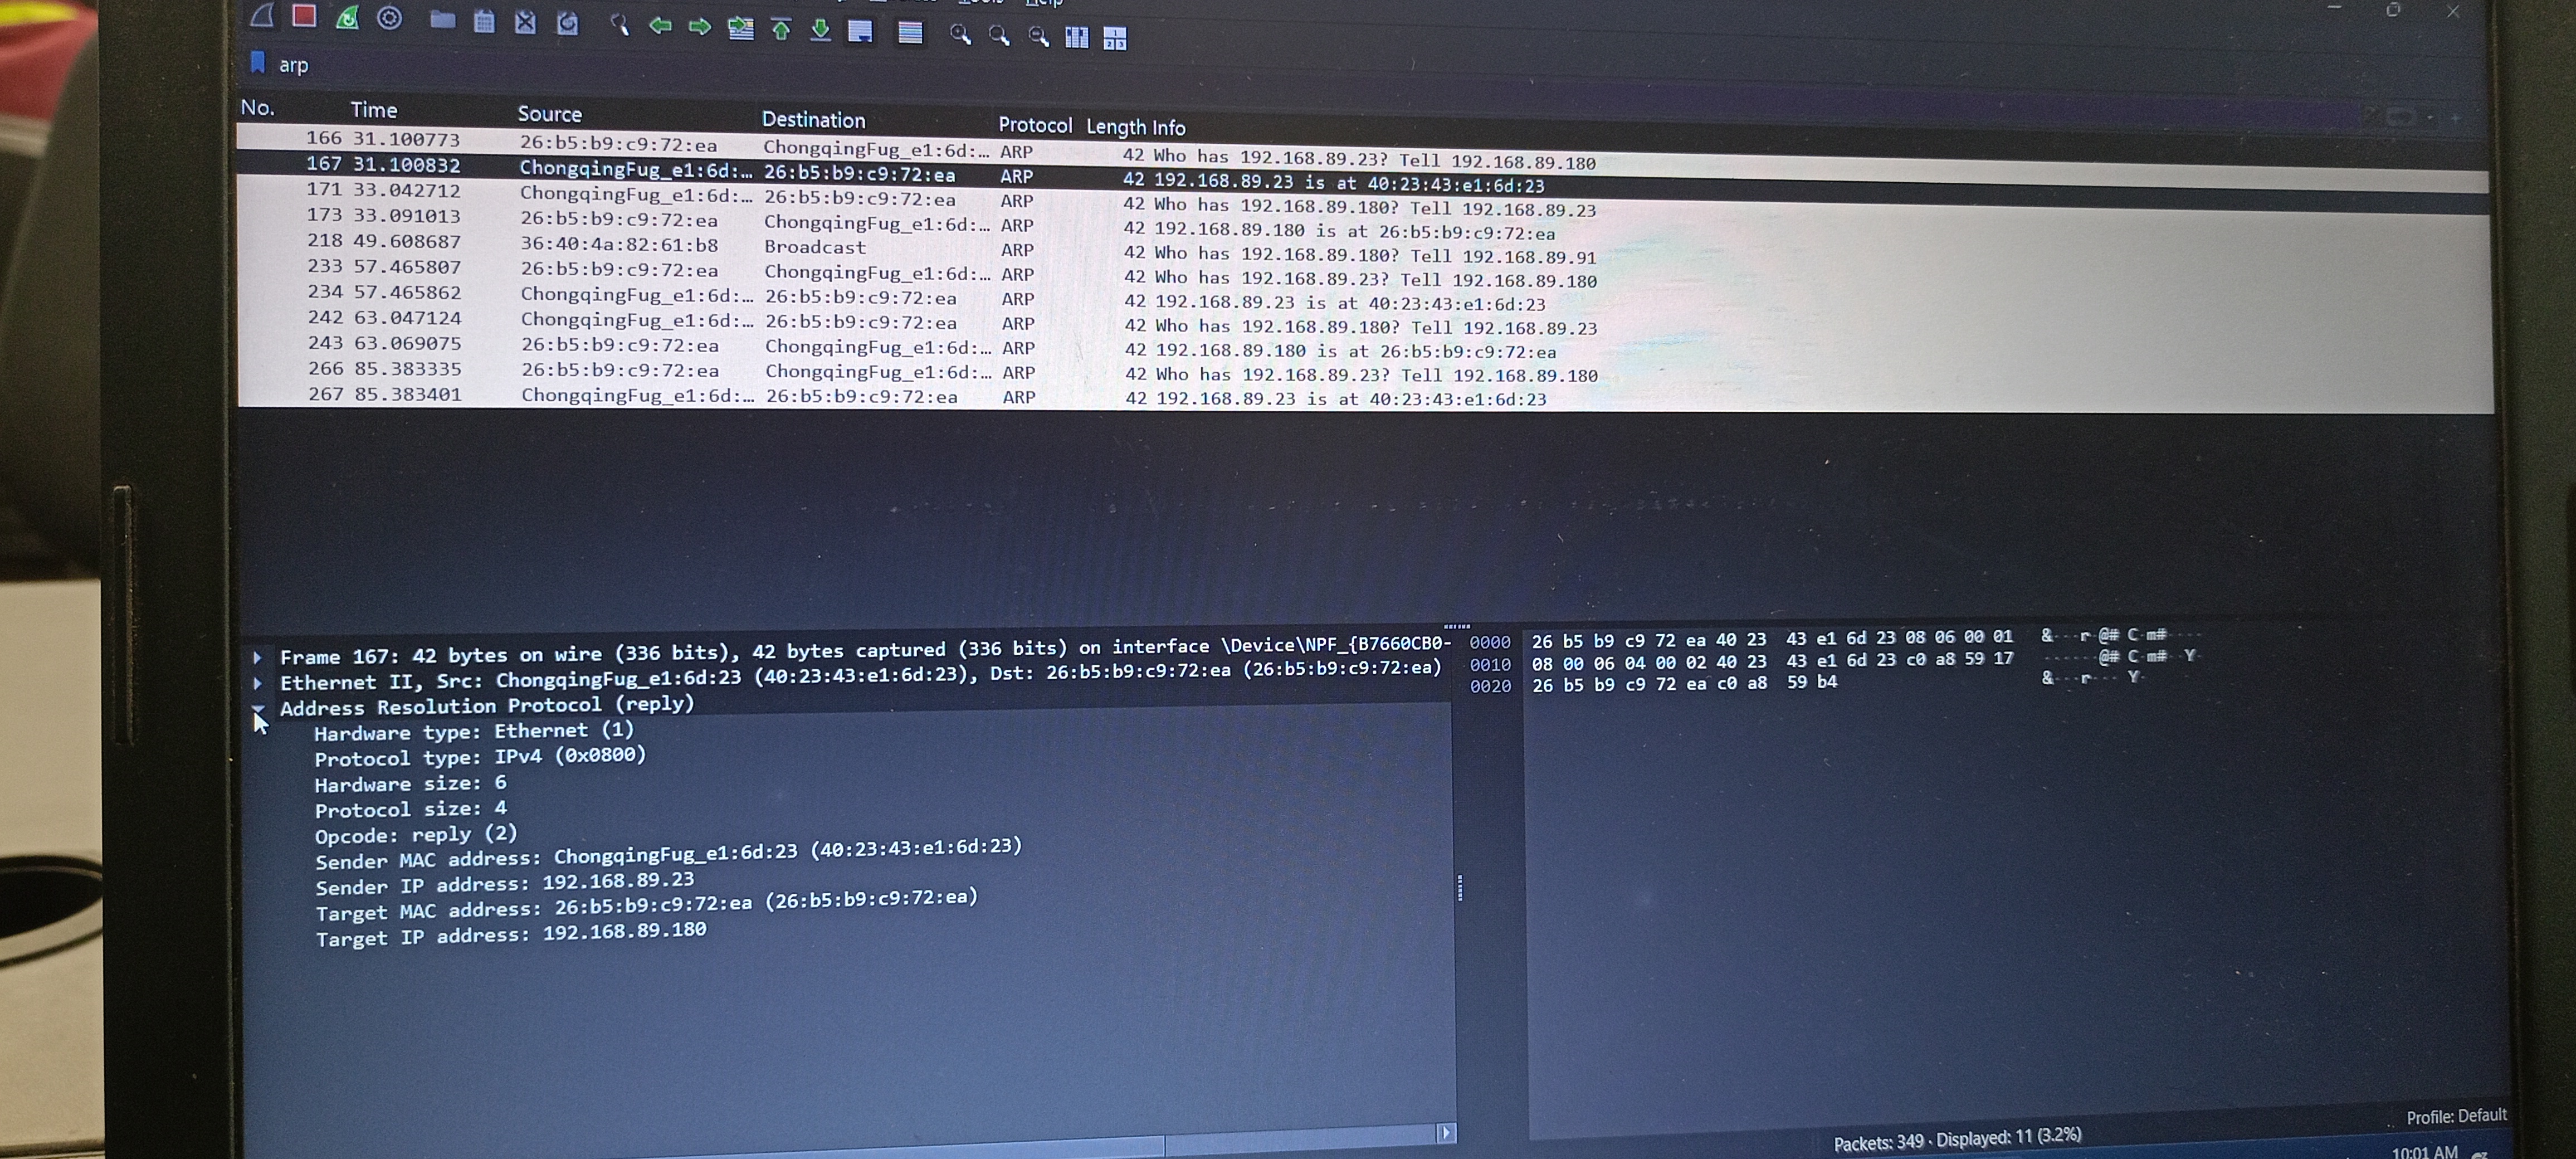 arp
No. Time Source Destination Protocol Length Info
166 31.100773 26:b5:b9:c9:72:ea ChongqingFug_e1:6d:… ARP 42 Who has 192.168.89.23? Tell 192.168.89.180
167 31.100832 ChongqingFug_e1:6d:… 26:b5:b9:c9:72:ea ARP 42 192.168.89.23 is at 40:23:43:e1:6d:23
171 33.042712 ChongqingFug_e1:6d:… 26:b5:b9:c9:72:ea ARP 42 Who has 192.168.89.180? Tell 192.168.89.23
173 33.091013 26:b5:b9:c9:72:ea ChongqingFug_e1:6d:… ARP 42 192.168.89.180 is at 26:b5:b9:c9:72:ea
218 49.608687 36:40:4a:82:61:b8 Broadcast ARP 42 Who has 192.168.89.180? Tell 192.168.89.91
233 57.465807 26:b5:b9:c9:72:ea ChongqingFug_e1:6d:… ARP 42 Who has 192.168.89.23? Tell 192.168.89.180
234 57.465862 ChongqingFug_e1:6d:… 26:b5:b9:c9:72:ea ARP 42 192.168.89.23 is at 40:23:43:e1:6d:23
242 63.047124 ChongqingFug_e1:6d:… 26:b5:b9:c9:72:ea ARP 42 Who has 192.168.89.180? Tell 192.168.89.23
243 63.069075 26:b5:b9:c9:72:ea ChongqingFug_e1:6d:… ARP 42 192.168.89.180 is at 26:b5:b9:c9:72:ea
266 85.383335 26:b5:b9:c9:72:ea ChongqingFug_e1:6d:… ARP 42 Who has 192.168.89.23? Tell 192.168.89.180
267 85.383401 ChongqingFug_e1:6d:… 26:b5:b9:c9:72:ea ARP 42 192.168.89.23 is at 40:23:43:e1:6d:23
Frame 167: 42 bytes on wire (336 bits), 42 bytes captured (336 bits) on interface \Device\NPF_{B7660CB0-
Ethernet II, Src: ChongqingFug_e1:6d:23 (40:23:43:e1:6d:23), Dst: 26:b5:b9:c9:72:ea (26:b5:b9:c9:72:ea)
Address Resolution Protocol (reply)
Hardware type: Ethernet (1)
Protocol type: IPv4 (0x0800)
Hardware size: 6
Protocol size: 4
Opcode: reply (2)
Sender MAC address: ChongqingFug_e1:6d:23 (40:23:43:e1:6d:23)
Sender IP address: 192.168.89.23
Target MAC address: 26:b5:b9:c9:72:ea (26:b5:b9:c9:72:ea)
Target IP address: 192.168.89.180
0000 26 b5 b9 c9 72 ea 40 23 43 e1 6d 23 08 06 00 01 &···r·@# C·m#····
0010 08 00 06 04 00 02 40 23 43 e1 6d 23 c0 a8 59 17 ······@# C·m#··Y·
0020 26 b5 b9 c9 72 ea c0 a8 59 b4 &···r··· Y·
Packets: 349 · Displayed: 11 (3.2%)
Profile: Default
10:01 AM